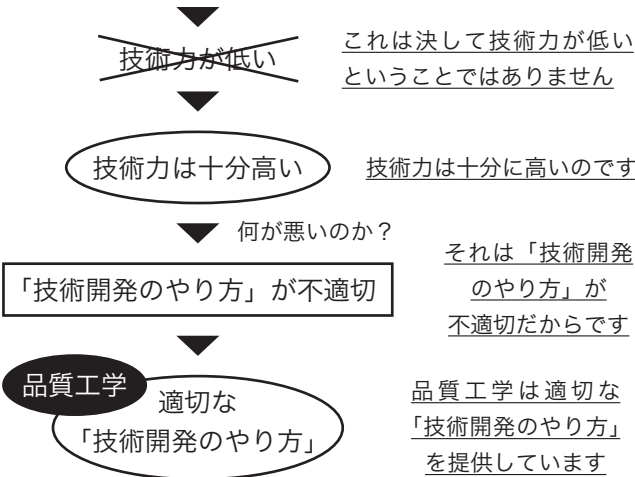 技術力が低い
これは決して技術力が低い
ということではありません
技術力は十分高い
技術力は十分に高いのです
何が悪いのか？
「技術開発のやり方」が不適切
それは「技術開発
のやり方」が
不適切だからです
品質工学
適切な
「技術開発のやり方」
品質工学は適切な
「技術開発のやり方」
を提供しています